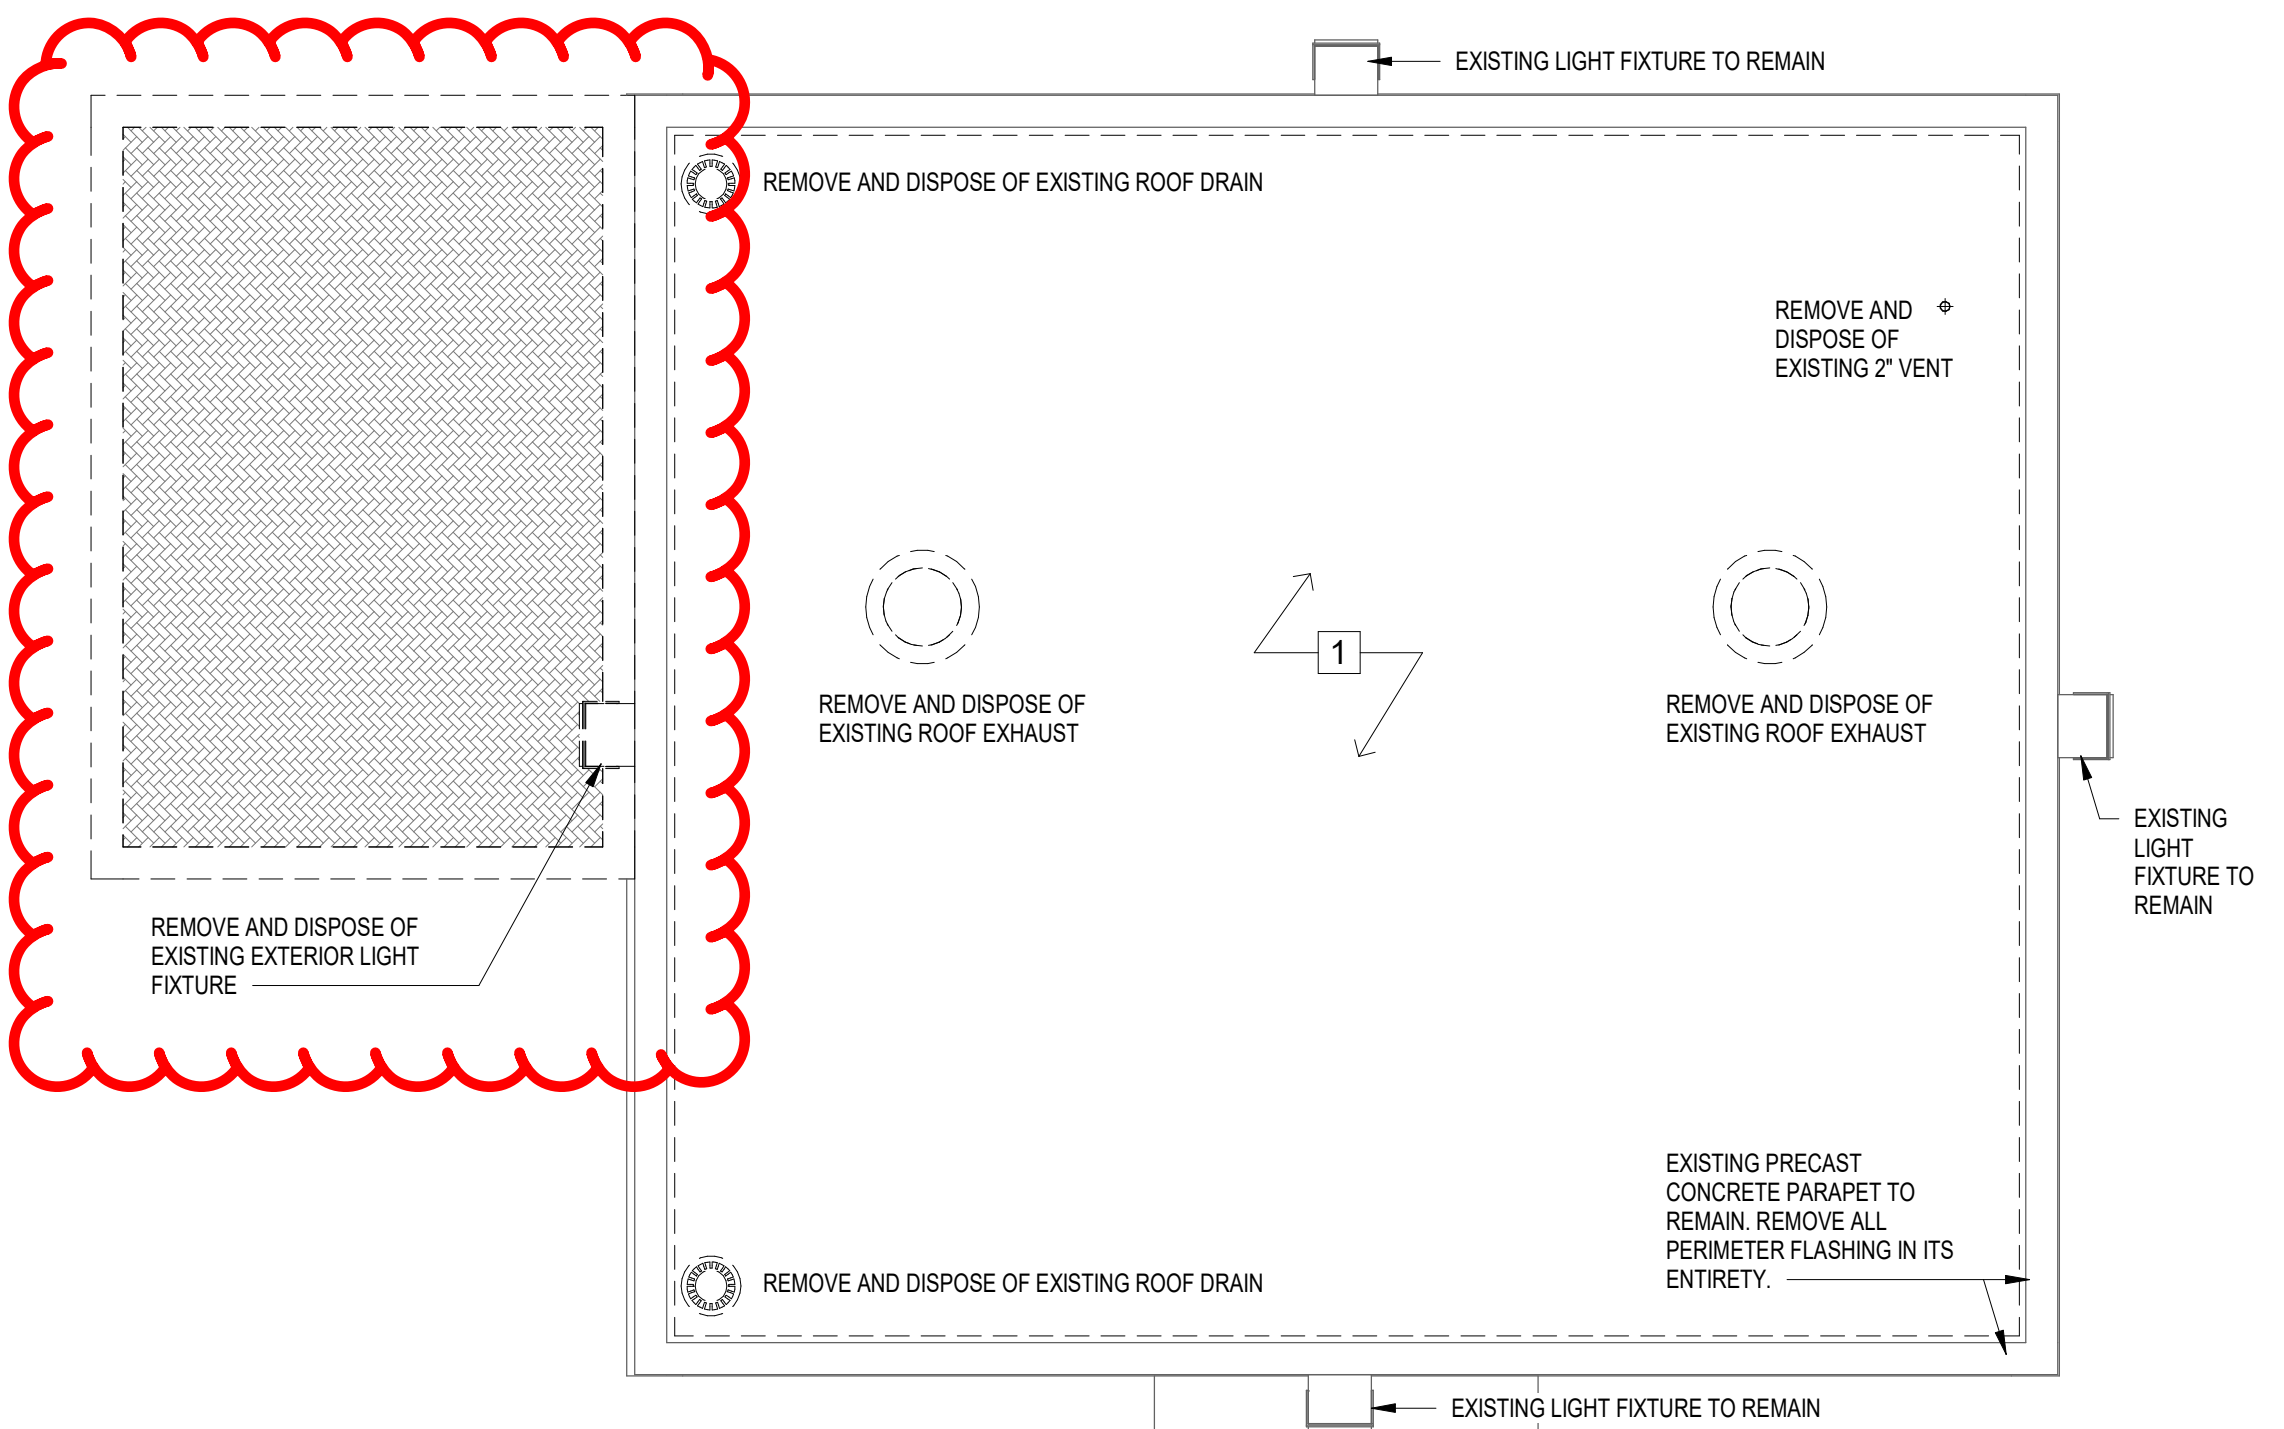 EXISTING LIGHT FIXTURE TO REMAIN
REMOVE AND DISPOSE OF EXISTING ROOF DRAIN
REMOVE AND
DISPOSE OF
EXISTING 2" VENT
1
REMOVE AND DISPOSE OF
EXISTING ROOF EXHAUST
REMOVE AND DISPOSE OF
EXISTING ROOF EXHAUST
EXISTING
LIGHT
FIXTURE TO
REMAIN
REMOVE AND DISPOSE OF
EXISTING EXTERIOR LIGHT
FIXTURE
EXISTING PRECAST
CONCRETE PARAPET TO
REMAIN. REMOVE ALL
PERIMETER FLASHING IN ITS
ENTIRETY.
REMOVE AND DISPOSE OF EXISTING ROOF DRAIN
EXISTING LIGHT FIXTURE TO REMAIN